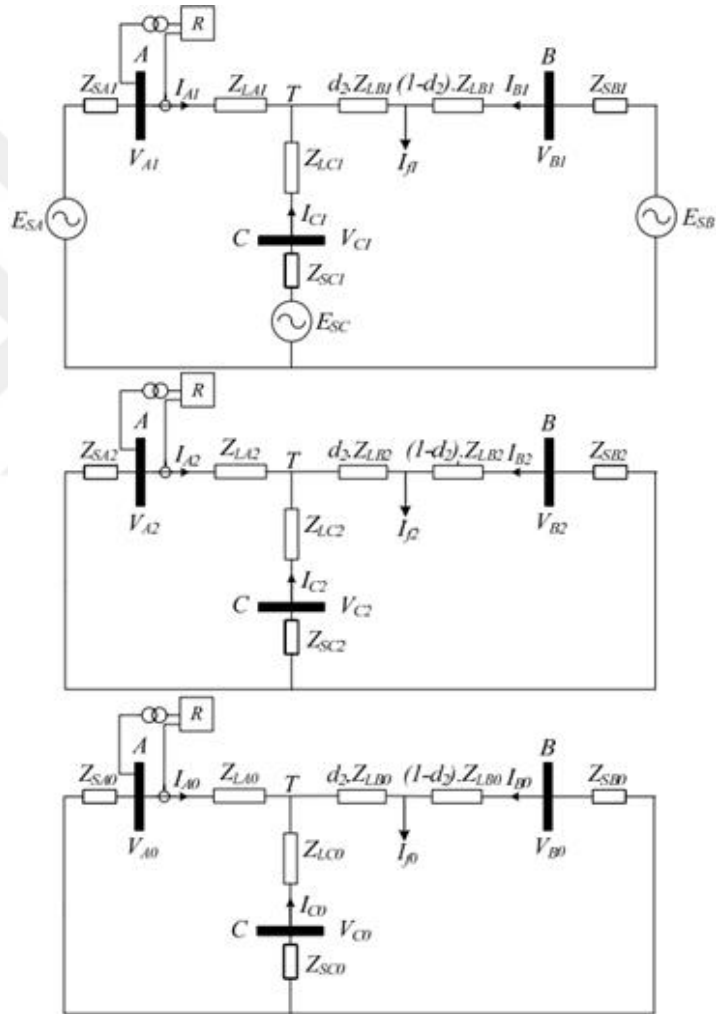 R
A
B
Z_SA1 I_A1 Z_LA1 T d_2.Z_LB1 (1-d_2).Z_LB1 I_B1 Z_SB1
V_A1 I_f1 V_B1
Z_LC1
E_SA I_C1 E_SB
C V_C1
Z_SC1
E_SC
R
A
B
Z_SA2 I_A2 Z_LA2 T d_2.Z_LB2 (1-d_2).Z_LB2 I_B2 Z_SB2
V_A2 I_f2 V_B2
Z_LC2
I_C2
C V_C2
Z_SC2
R
A
B
Z_SA0 I_A0 Z_LA0 T d_2.Z_LB0 (1-d_2).Z_LB0 I_B0 Z_SB0
V_A0 I_f0 V_B0
Z_LC0
I_C0
C V_C0
Z_SC0